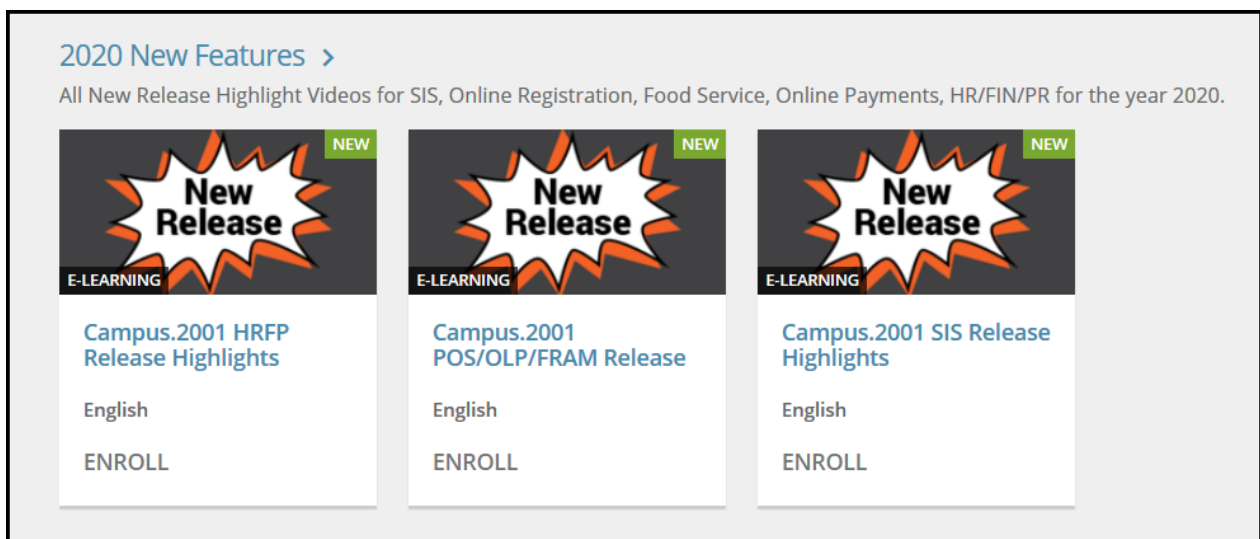 2020 New Features >
All New Release Highlight Videos for SIS, Online Registration, Food Service, Online Payments, HR/FIN/PR for the year 2020.
NEW
New
Release
E-LEARNING
Campus.2001 HRFP
Release Highlights
English
ENROLL
NEW
New
Release
E-LEARNING
Campus.2001
POS/OLP/FRAM Release
English
ENROLL
NEW
New
Release
E-LEARNING
Campus.2001 SIS Release
Highlights
English
ENROLL